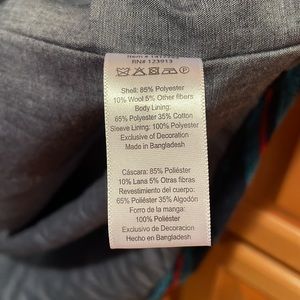 Item #
RN# 123913
Shell: 85% Polyester
10% Wool 5% Other fibers
Body Lining:
65% Polyester 35% Cotton
Sleeve Lining: 100% Polyester
Exclusive of Decoration
Made in Bangladesh
Cáscara: 85% Poliéster
10% Lana 5% Otras fibras
Revestimiento del cuerpo:
65% Poliéster 35% Algodón
Forro de la manga:
100% Poliéster
Exclusivo de Decoracion
Hecho en Bangladesh